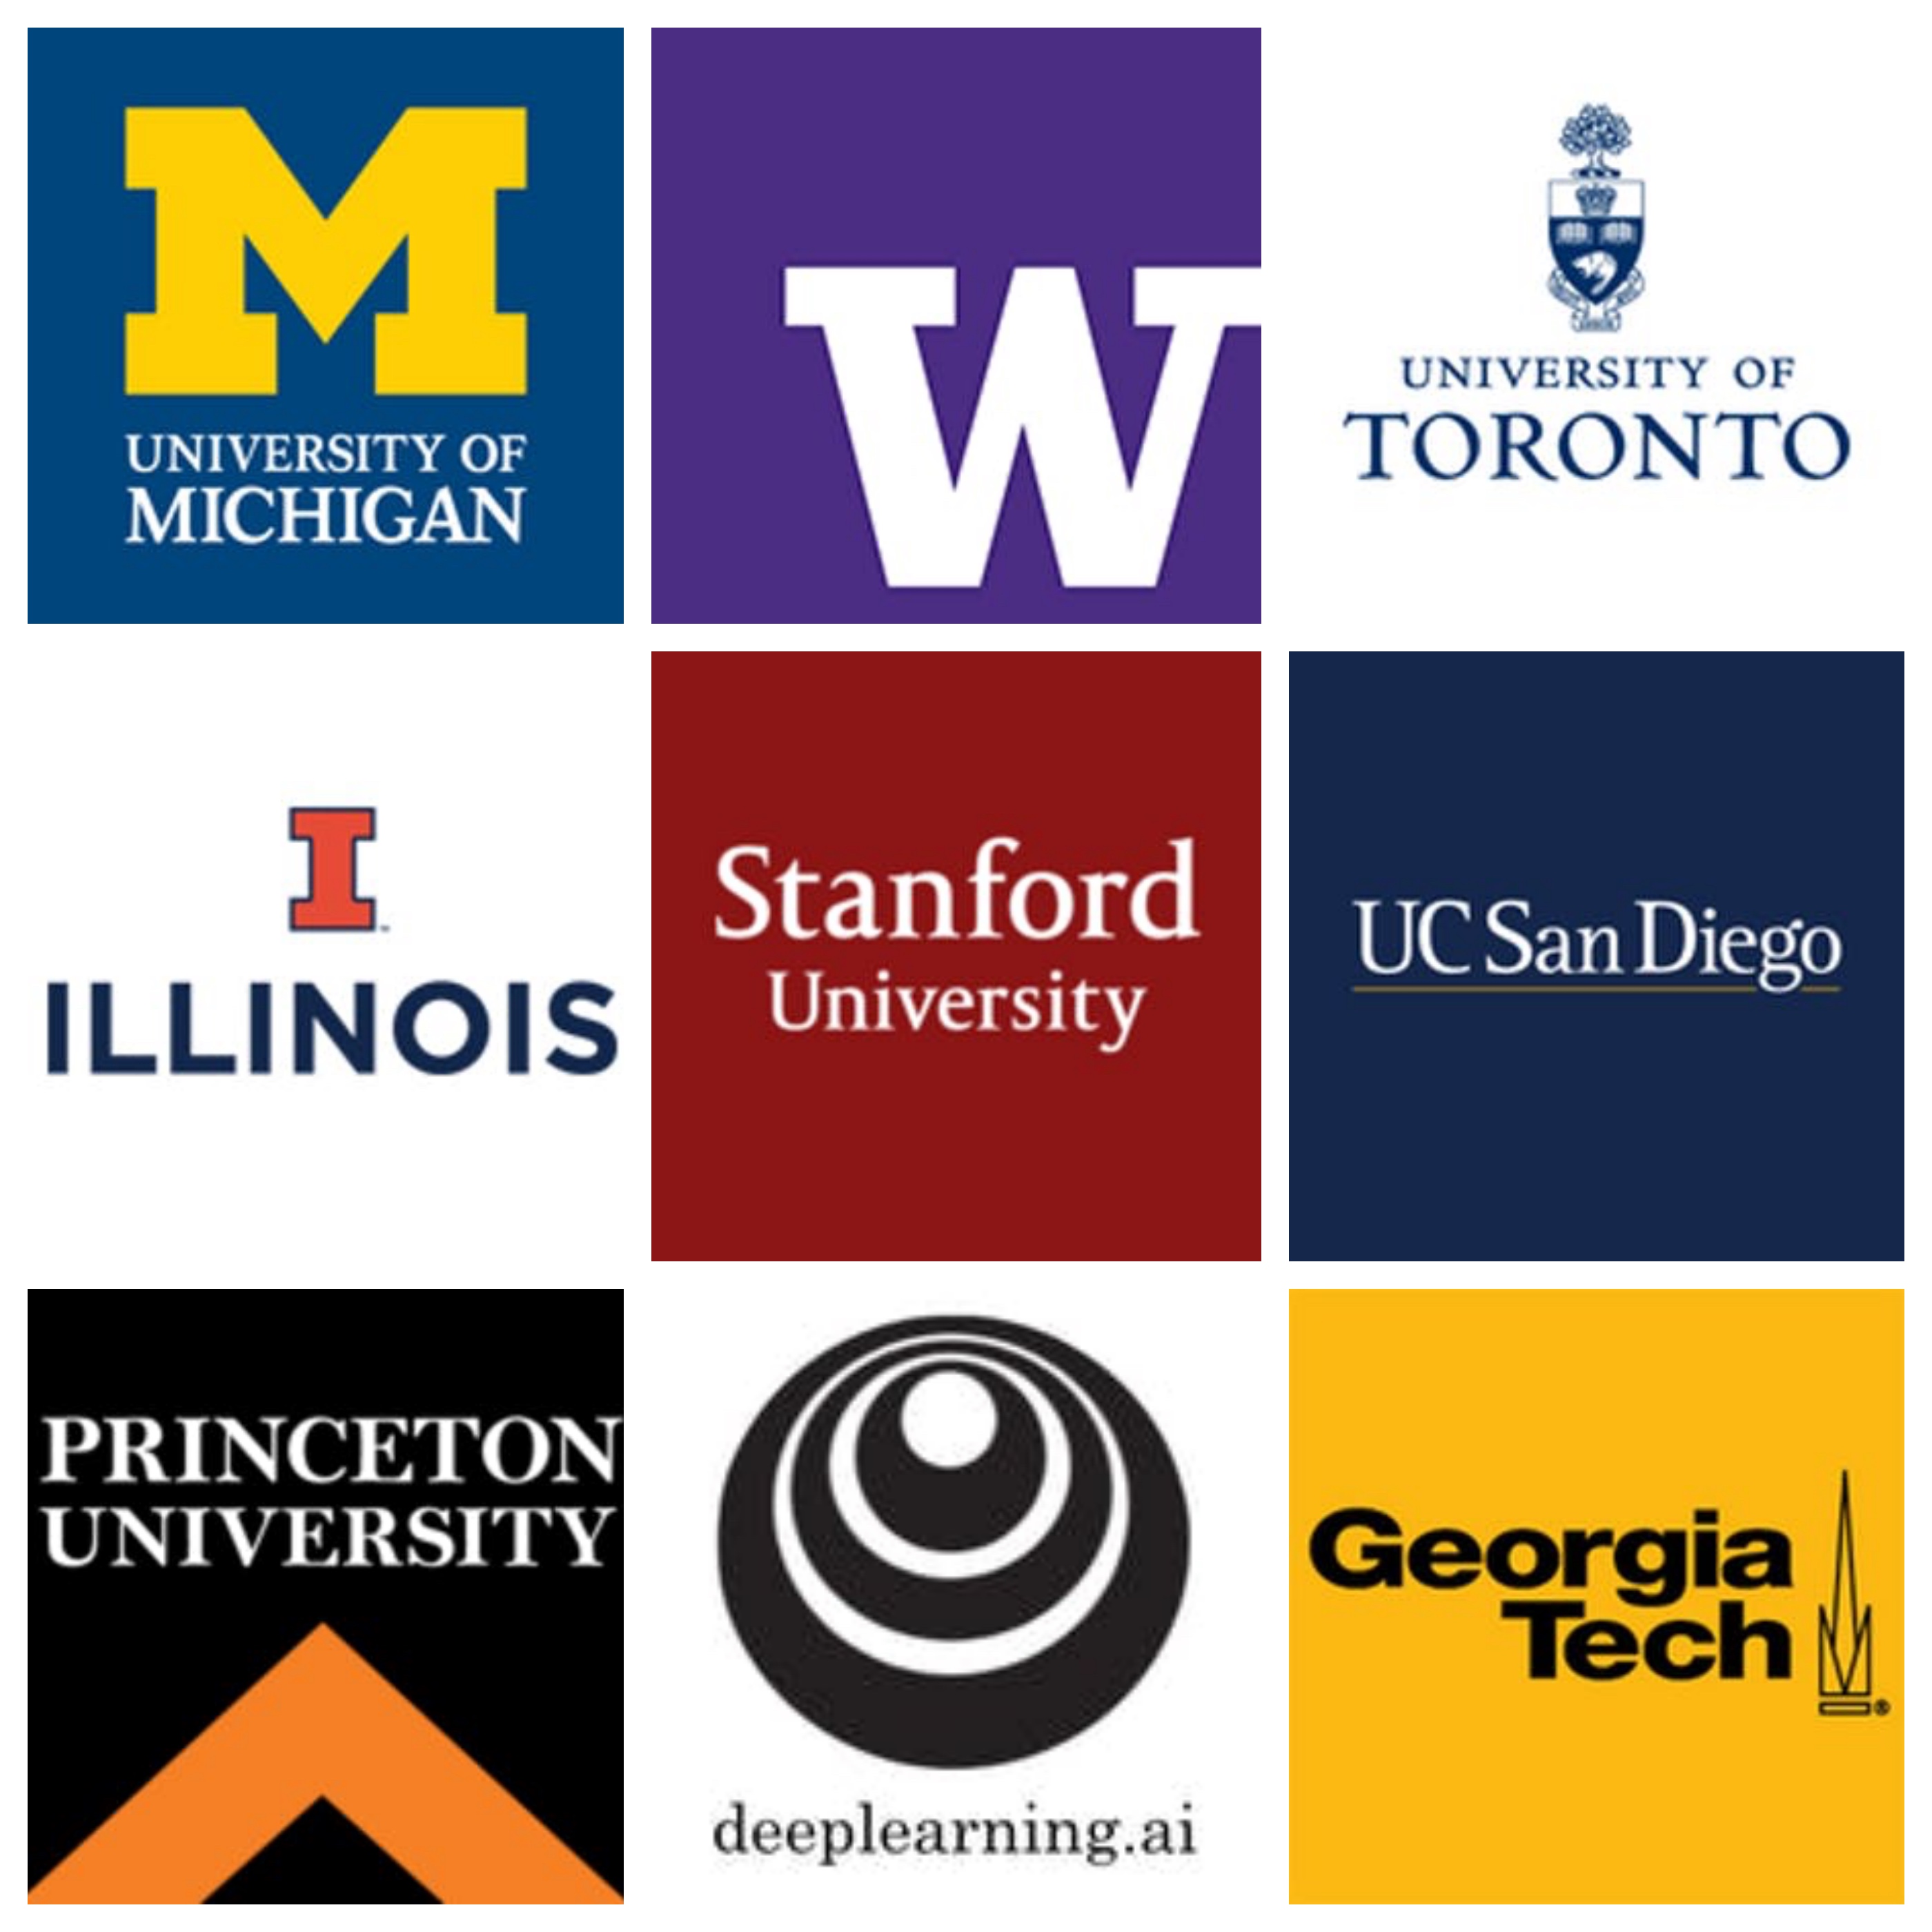 M
UNIVERSITY OF
MICHIGAN
W
UNIVERSITY OF
TORONTO
I
ILLINOIS
Stanford
University
UC San Diego
PRINCETON
UNIVERSITY
deeplearning.ai
Georgia
Tech
®